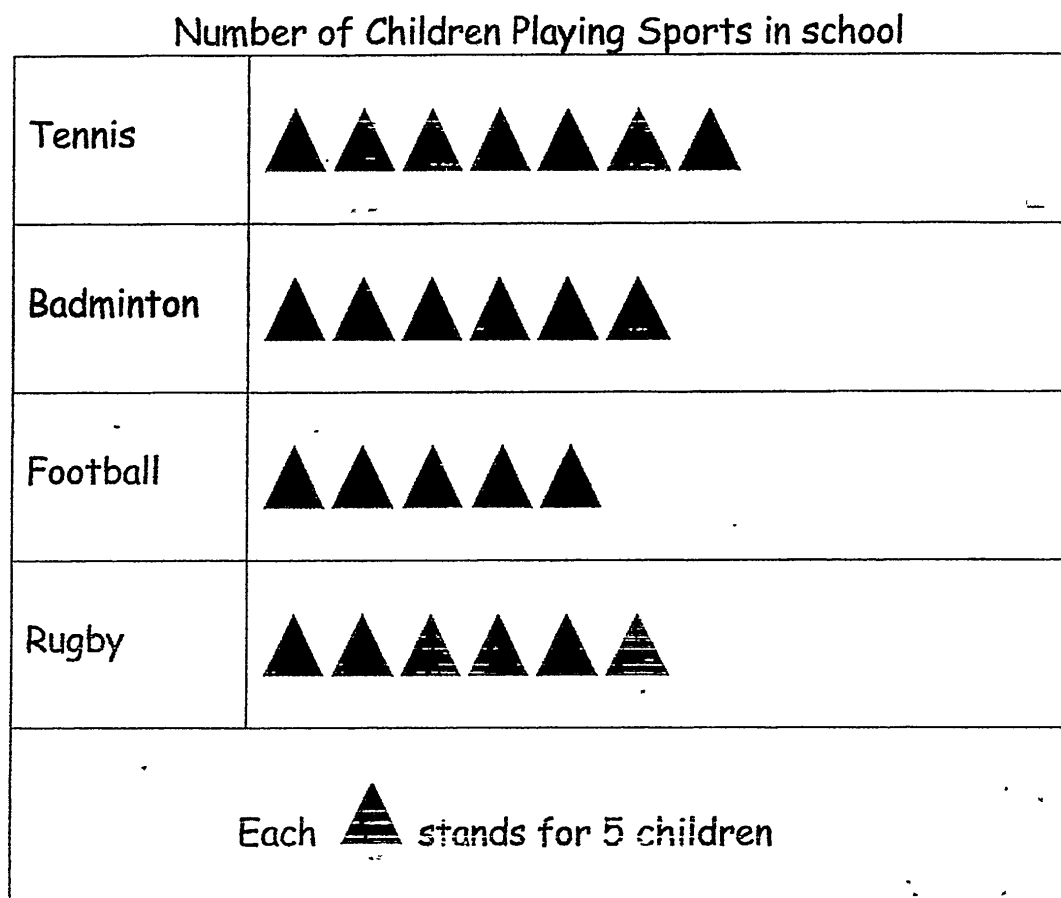 Number of Children Playing Sports in school
Tennis
Badminton
Football
Rugby
Each stands for 5 children